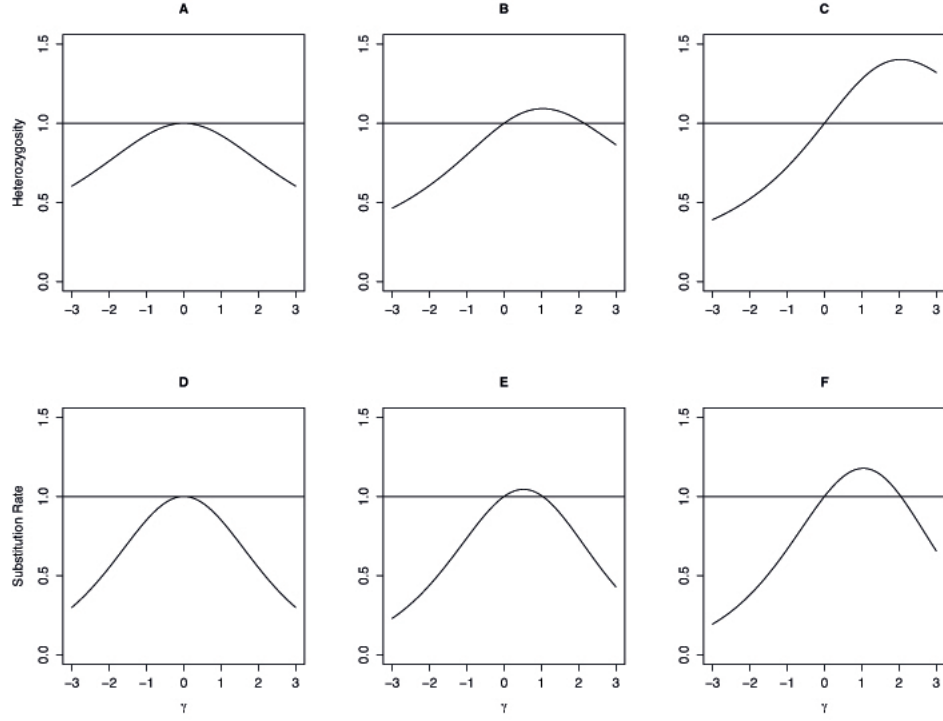 A B C
Heterozygosity
1.5 1.5 1.5
1.0 1.0 1.0
0.5 0.5 0.5
0.0 0.0 0.0
−3 −2 −1 0 1 2 3 −3 −2 −1 0 1 2 3 −3 −2 −1 0 1 2 3
D E F
Substitution Rate
1.5 1.5 1.5
1.0 1.0 1.0
0.5 0.5 0.5
0.0 0.0 0.0
−3 −2 −1 0 1 2 3 −3 −2 −1 0 1 2 3 −3 −2 −1 0 1 2 3
γ γ γ